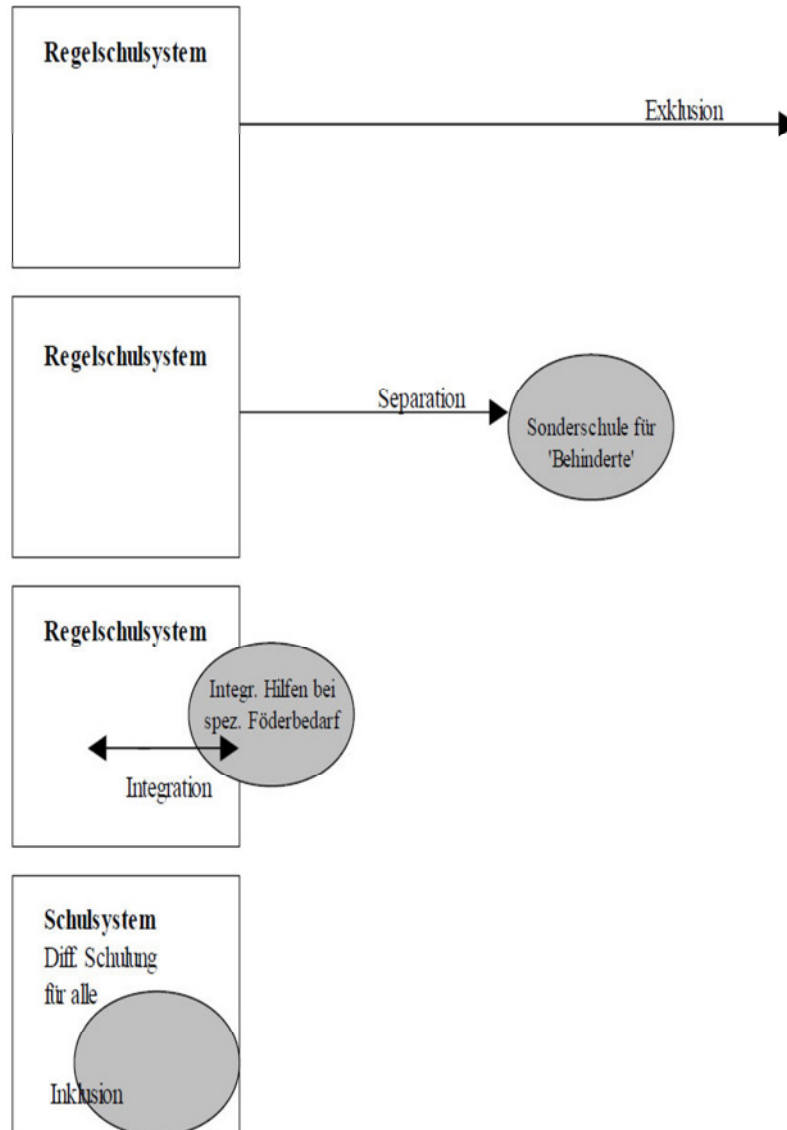 Regelschulsystem
Exklusion
Regelschulsystem
Separation
Sonderschule für
'Behinderte'
Regelschulsystem
Integr. Hilfen bei
spez. Föderbedarf
Integration
Schulsystem
Diff. Schulung
für alle
Inklusion